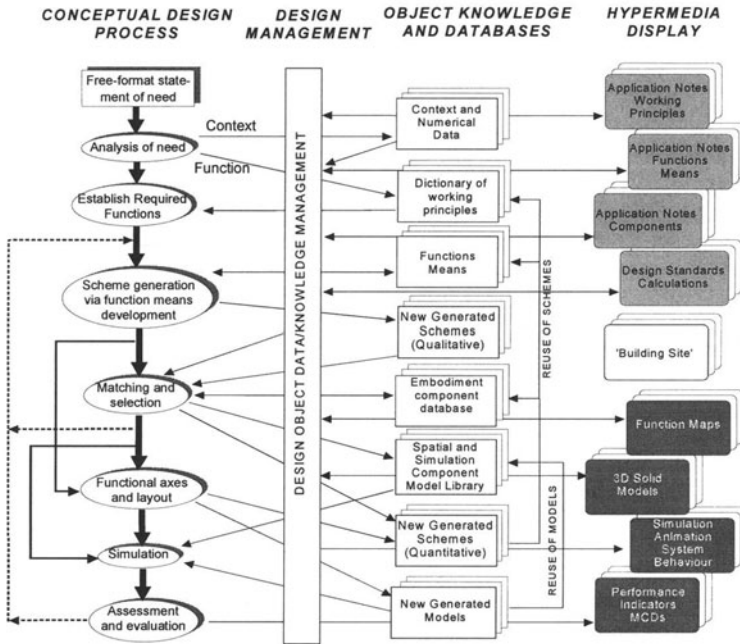 CONCEPTUAL DESIGN
PROCESS
DESIGN
MANAGEMENT
OBJECT KNOWLEDGE
AND DATABASES
HYPERMEDIA
DISPLAY
Free-format state-
ment of need
Analysis of need
Context
Function
Establish Required
Functions
Scheme generation
via function means
development
Matching and
selection
Functional axes
and layout
Simulation
Assessment and
evaluation
DESIGN OBJECT DATA/KNOWLEDGE MANAGEMENT
Context and
Numerical
Data
Dictionary of
working
principles
Functions
Means
New Generated
Schemes
(Qualitative)
Embodiment
component
database
Spatial and
Simulation
Component
Model Library
New Generated
Schemes
(Quantitative)
New Generated
Models
REUSE OF SCHEMES
REUSE OF MODELS
Application Notes
Working
Principles
Application Notes
Functions
Means
Application Notes
Components
Design Standards
Calculations
'Building Site'
Function Maps
3D Solid
Models
Simulation
Animation
System
Behaviour
Performance
Indicators
MCDs